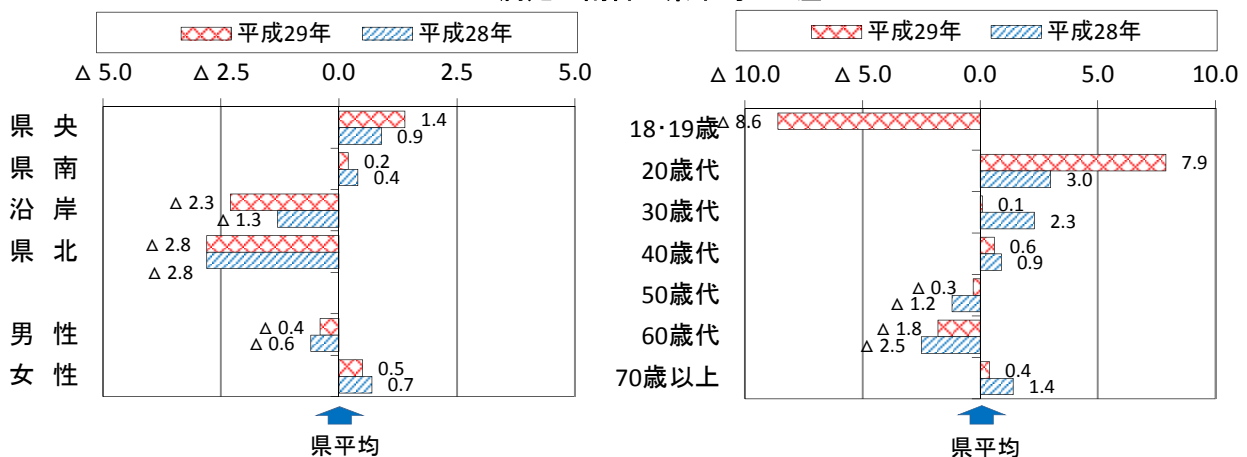 平成29年 平成28年
△ 5.0 △ 2.5 0.0 2.5 5.0
県央 1.4
0.9
県南 0.2
0.4
沿岸 △ 2.3
△ 1.3
県北 △ 2.8
△ 2.8
男性 △ 0.4
△ 0.6
女性 0.5
0.7
県平均
平成29年 平成28年
△ 10.0 △ 5.0 0.0 5.0 10.0
18・19歳 △ 8.6
20歳代 7.9
3.0
30歳代 0.1
2.3
40歳代 0.6
0.9
50歳代 △ 0.3
△ 1.2
60歳代 △ 1.8
△ 2.5
70歳以上 0.4
1.4
県平均